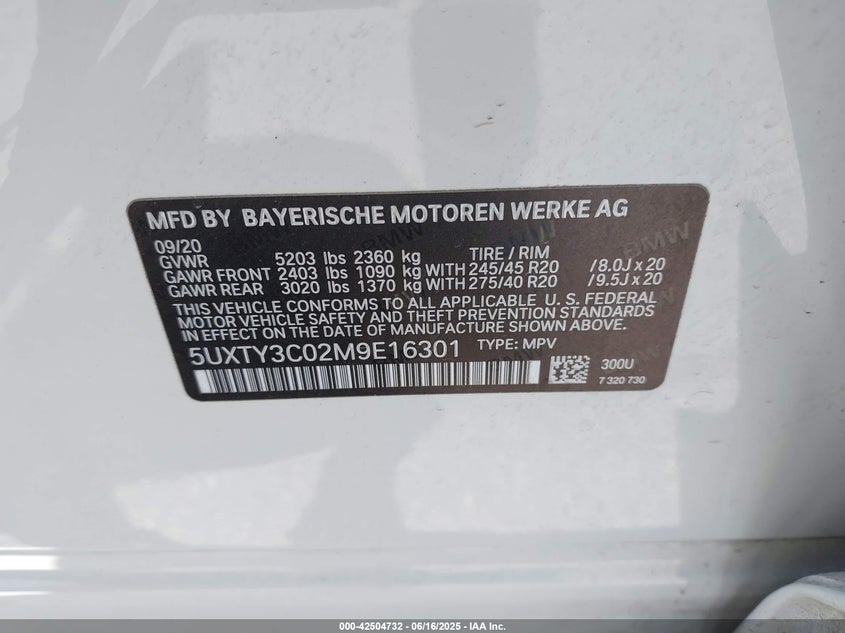 MFD BY BAYERISCHE MOTOREN WERKE AG
09/20
GVWR 5203 lbs 2360 kg TIRE / RIM
GAWR FRONT 2403 lbs 1090 kg WITH 245/45 R20 / 8.0J x 20
GAWR REAR 3020 lbs 1370 kg WITH 275/40 R20 / 9.5J x 20
THIS VEHICLE CONFORMS TO ALL APPLICABLE U. S. FEDERAL
MOTOR VEHICLE SAFETY AND THEFT PREVENTION STANDARDS
IN EFFECT ON THE DATE OF MANUFACTURE SHOWN ABOVE.
5UXTY3C02M9E16301 TYPE: MPV
300U
7 320 730
000-42504732 - 06/16/2025 - IAA Inc.